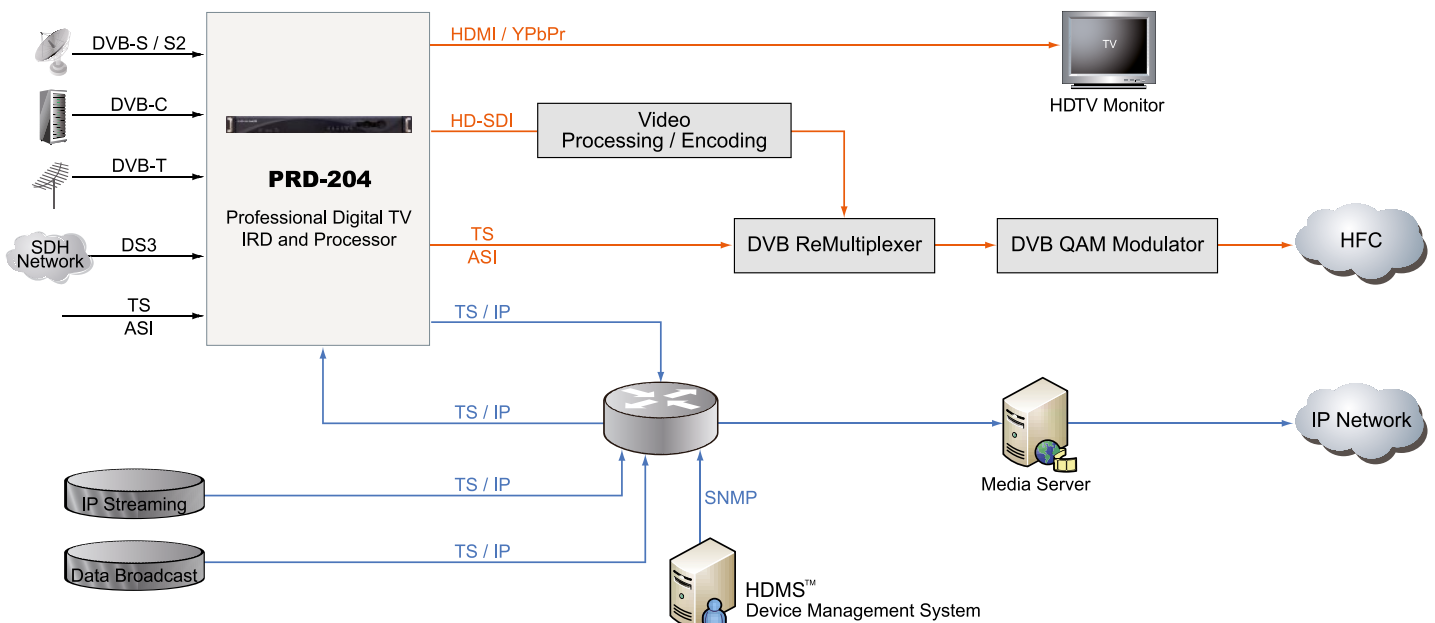 DVB-S / S2
HDMI / YPbPr
TV
HDTV Monitor
DVB-C
HD-SDI
Video
Processing / Encoding
DVB-T
PRD-204
Professional Digital TV
IRD and Processor
SDH
Network
DS3
TS
ASI
DVB ReMultiplexer
DVB QAM Modulator
HFC
TS
ASI
TS / IP
TS / IP
IP Network
Media Server
IP Streaming
TS / IP
SNMP
Data Broadcast
TS / IP
HDMS™
Device Management System